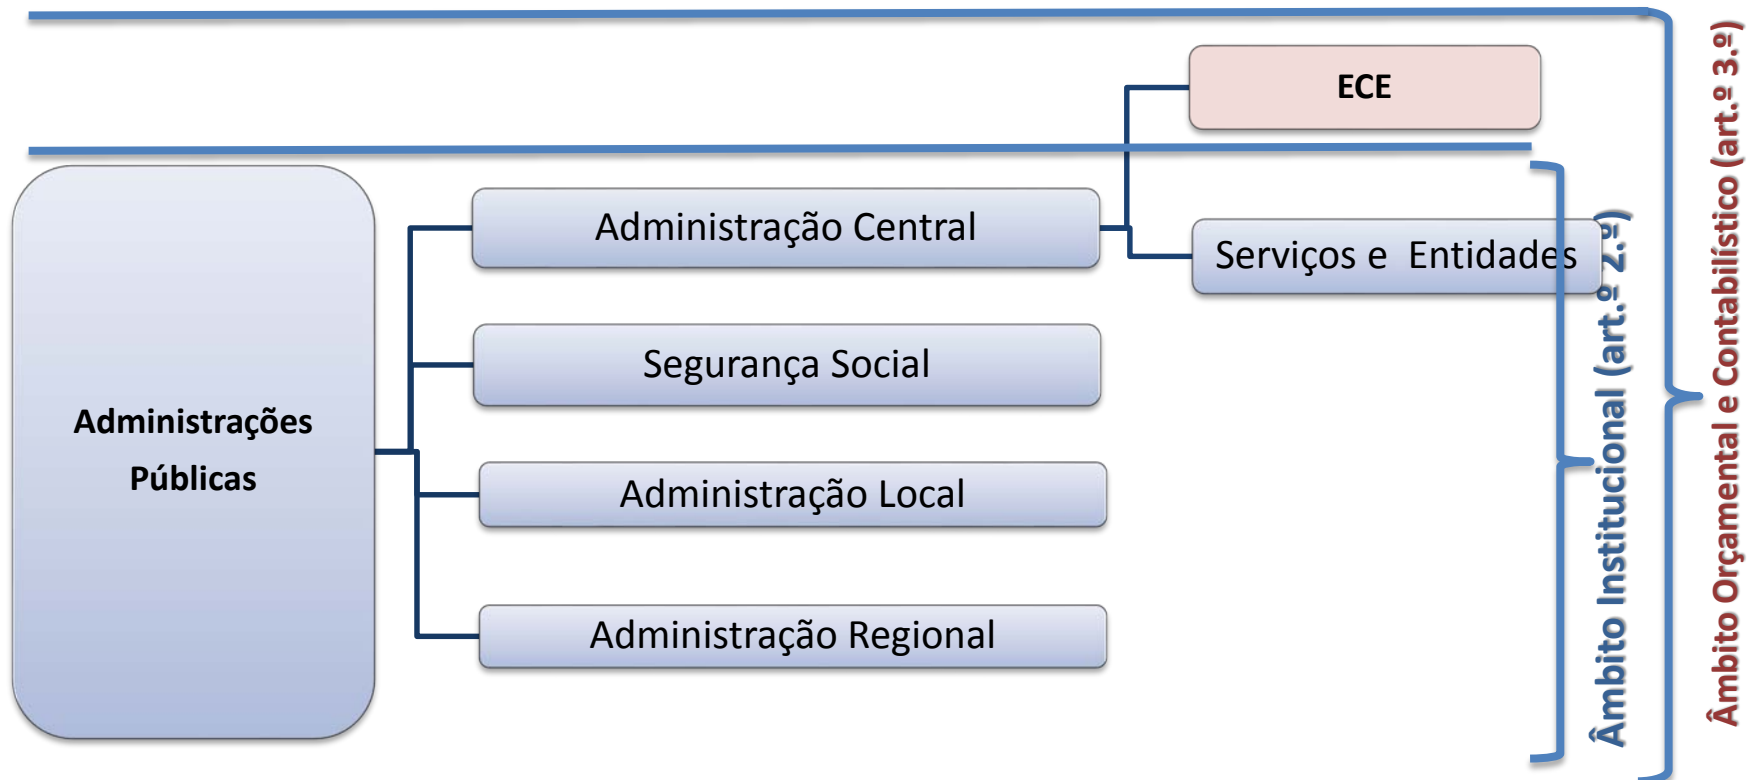 ECE
Administração Central
Serviços e Entidades
Segurança Social
Administrações
Públicas
Administração Local
Administração Regional
Âmbito Institucional (art.º 2.º)
Âmbito Orçamental e Contabilístico (art.º 3.º)